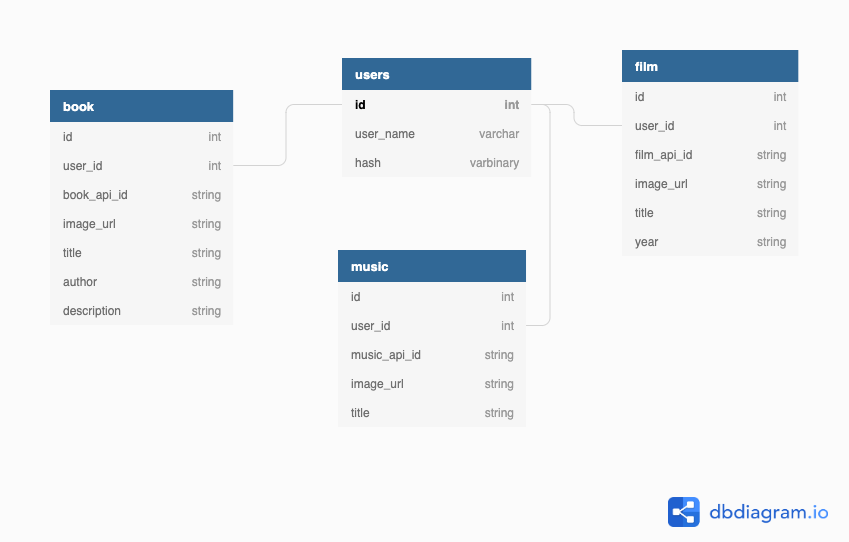 book
id int
user_id int
book_api_id string
image_url string
title string
author string
description string
users
id int
user_name varchar
hash varbinary
music
id int
user_id int
music_api_id string
image_url string
title string
film
id int
user_id int
film_api_id string
image_url string
title string
year string
dbdiagram.io